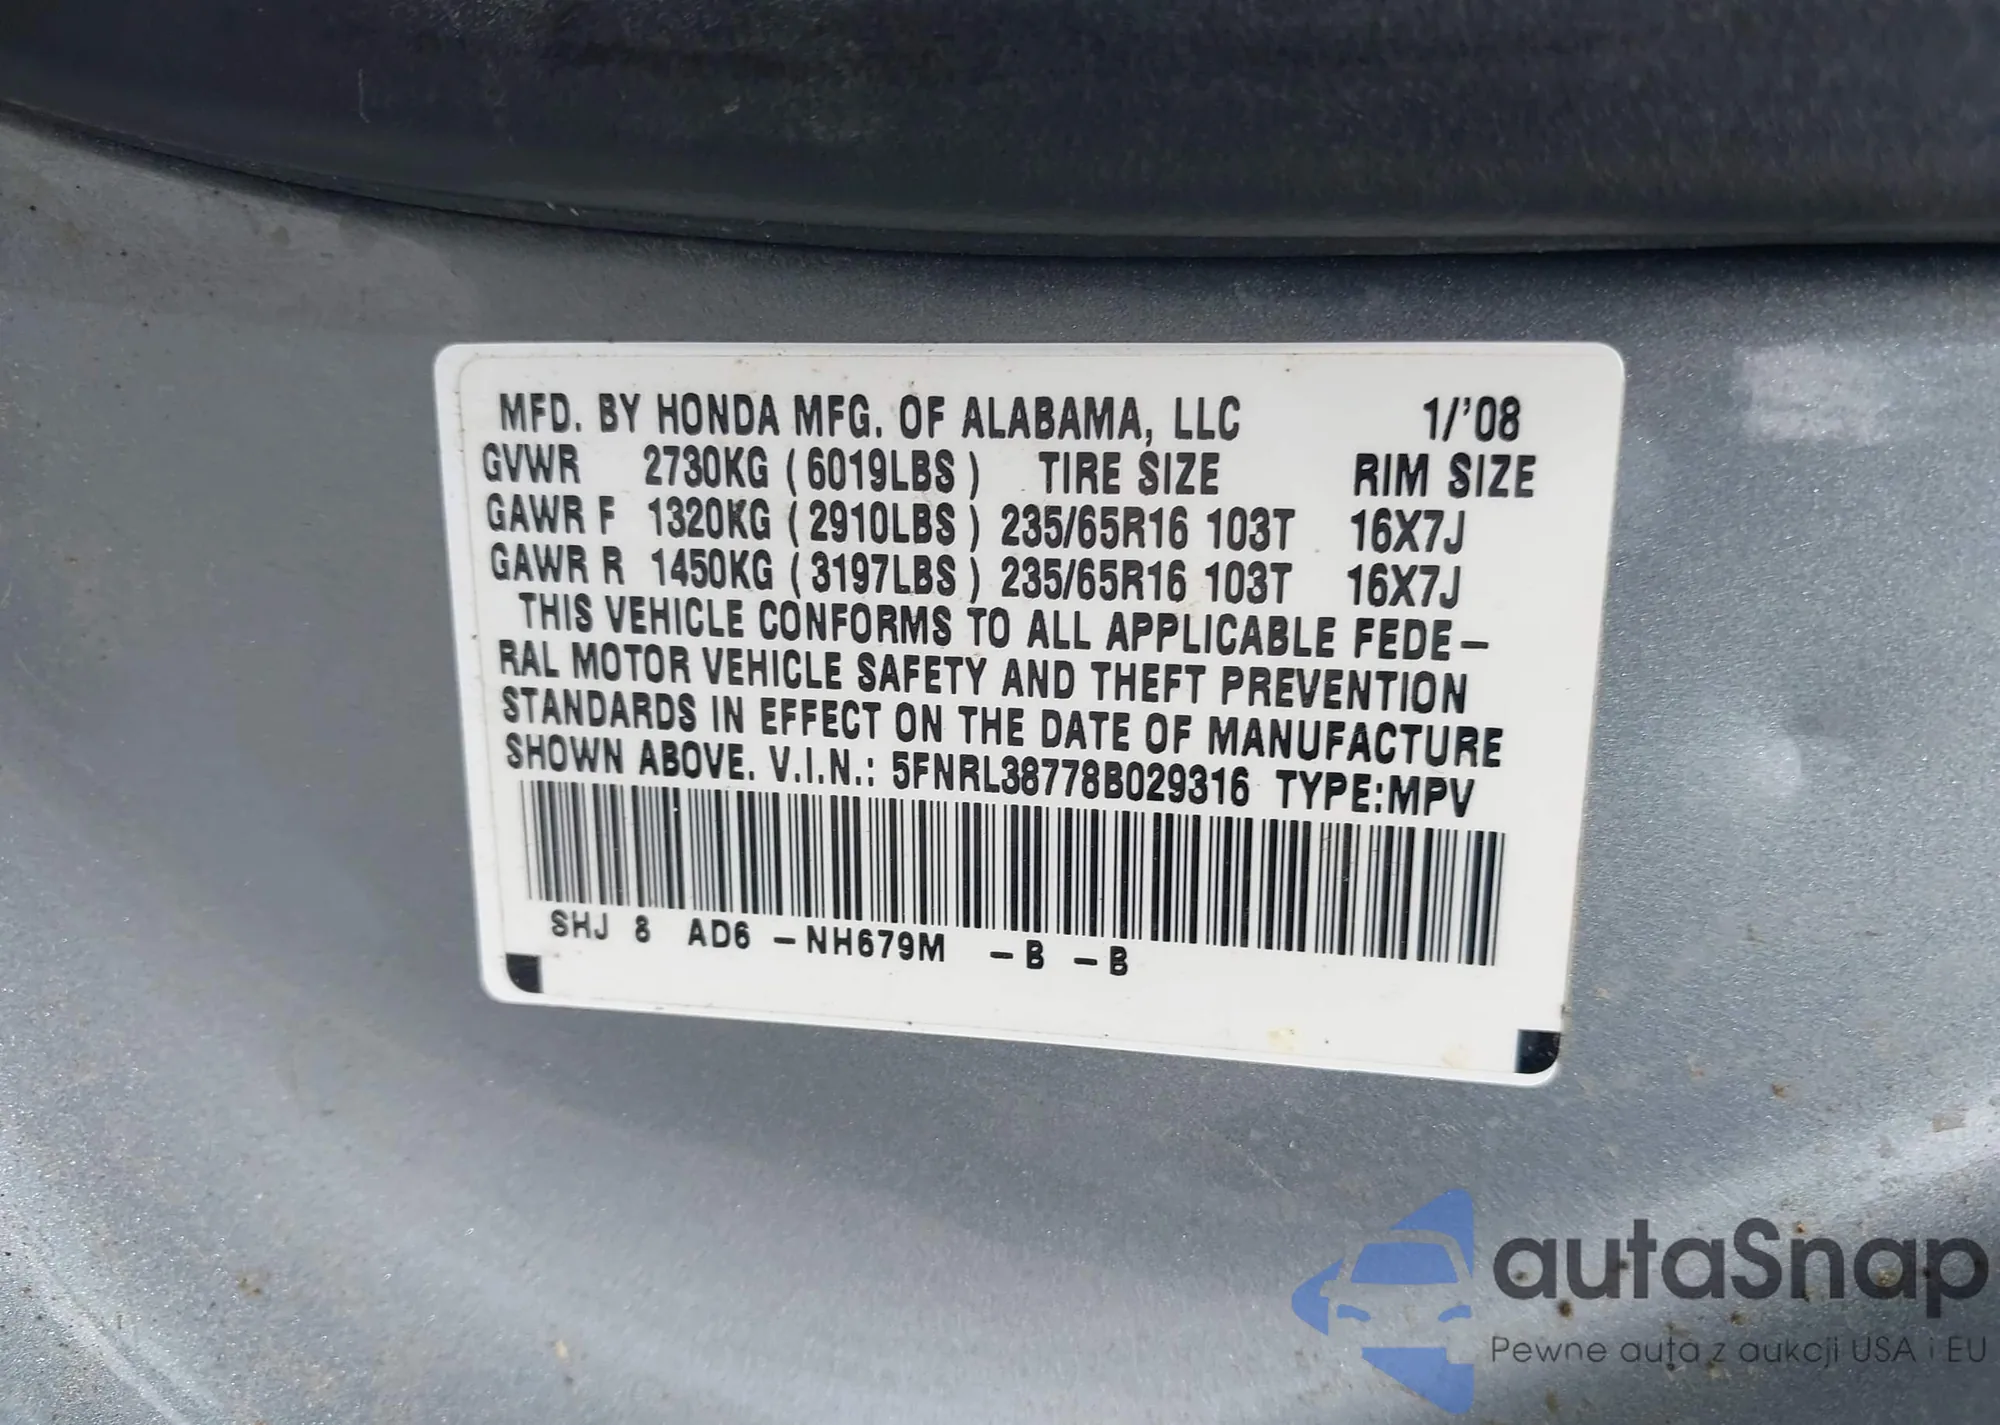 MFD. BY HONDA MFG. OF ALABAMA, LLC 1/'08
GVWR 2730KG (6019LBS) TIRE SIZE RIM SIZE
GAWR F 1320KG (2910LBS) 235/65R16 103T 16X7J
GAWR R 1450KG (3197LBS) 235/65R16 103T 16X7J
THIS VEHICLE CONFORMS TO ALL APPLICABLE FEDE-
RAL MOTOR VEHICLE SAFETY AND THEFT PREVENTION
STANDARDS IN EFFECT ON THE DATE OF MANUFACTURE
SHOWN ABOVE. V.I.N.: 5FNRL38778B029316 TYPE:MPV
SHJ 8 AD6 -NH679M -B -B
autaSnap
Pewne auta z aukcji USA i EU